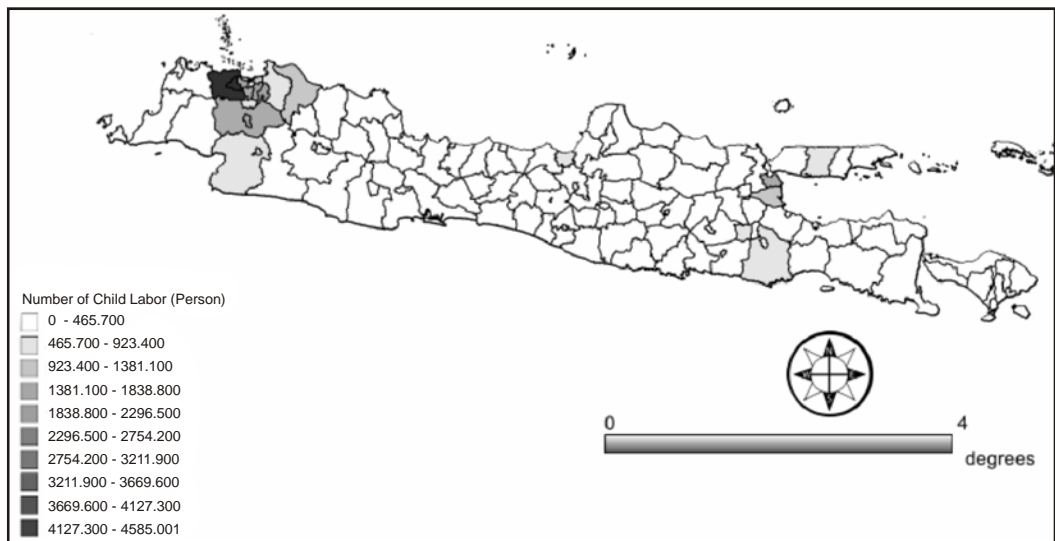 Number of Child Labor (Person)
0 - 465.700
465.700 - 923.400
923.400 - 1381.100
1381.100 - 1838.800
1838.800 - 2296.500
2296.500 - 2754.200
2754.200 - 3211.900
3211.900 - 3669.600
3669.600 - 4127.300
4127.300 - 4585.001
0 4
degrees